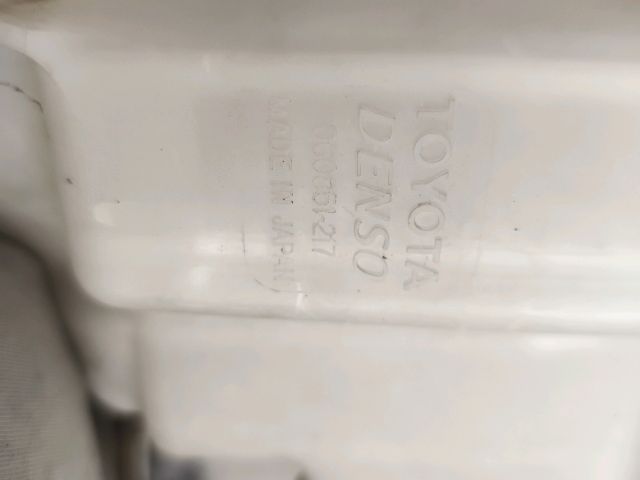 TOYOTA
DENSO
060851-217
MADE IN JAPAN